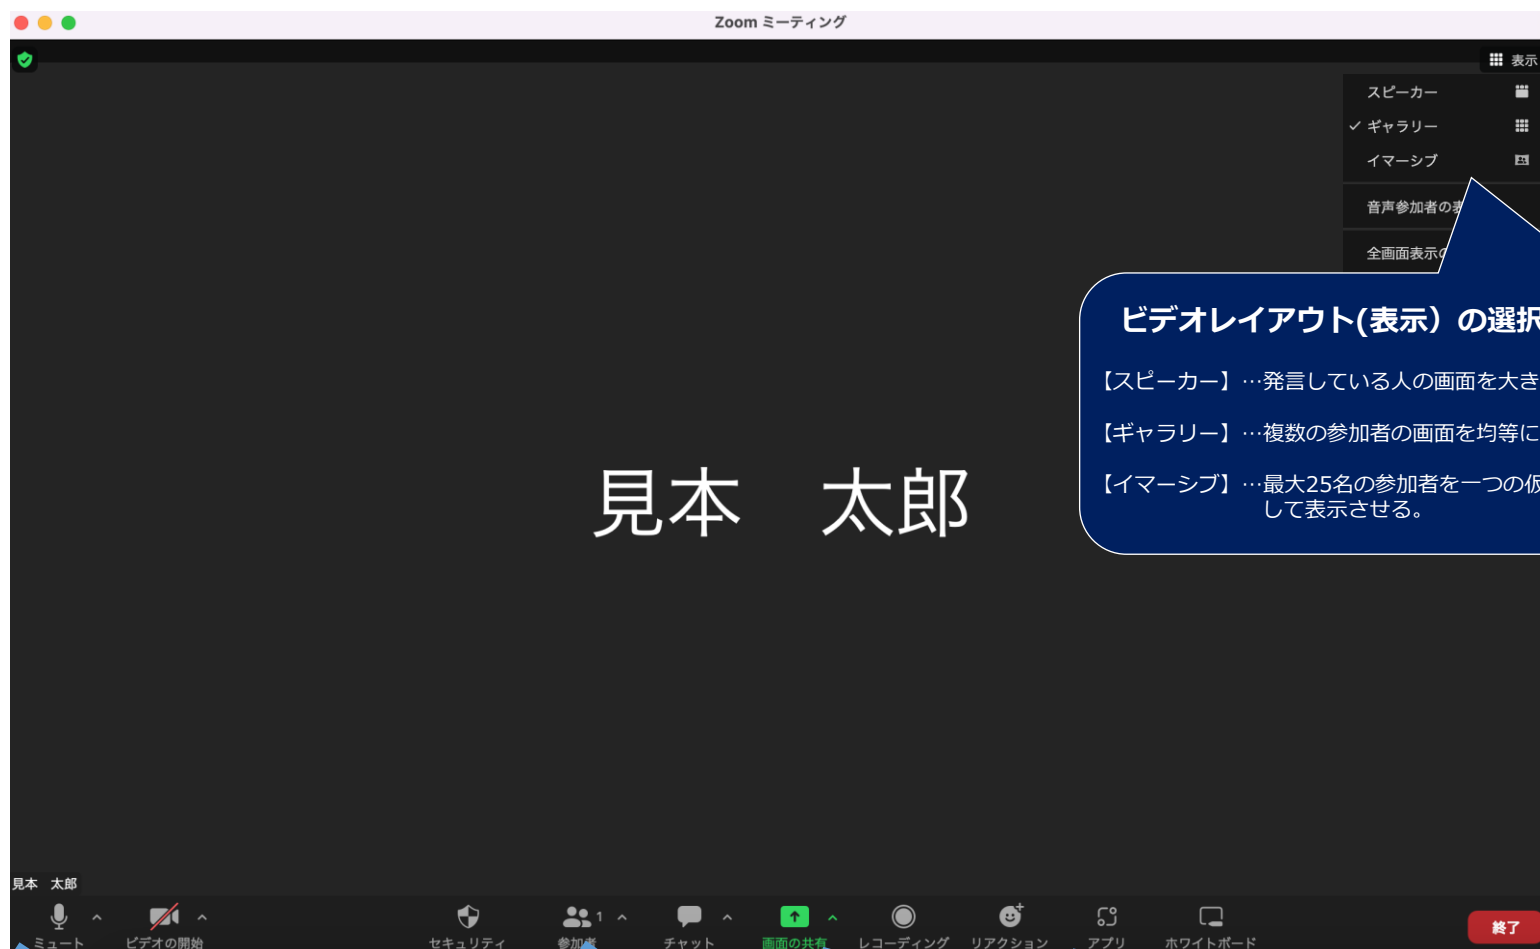 Zoom ミーティング
表示
スピーカー
ギャラリー
イマーシブ
音声参加者の
全画面表示
ビデオレイアウト(表示）の選択
【スピーカー】…発言している人の画面を大き
【ギャラリー】…複数の参加者の画面を均等に
【イマーシブ】…最大25名の参加者を一つの仮
して表示させる。
見本　太郎
見本　太郎
1
ミュート
ビデオの開始
セキュリティ
参加者
チャット
画面の共有
レコーディング
リアクション
アプリ
ホワイトボード
終了